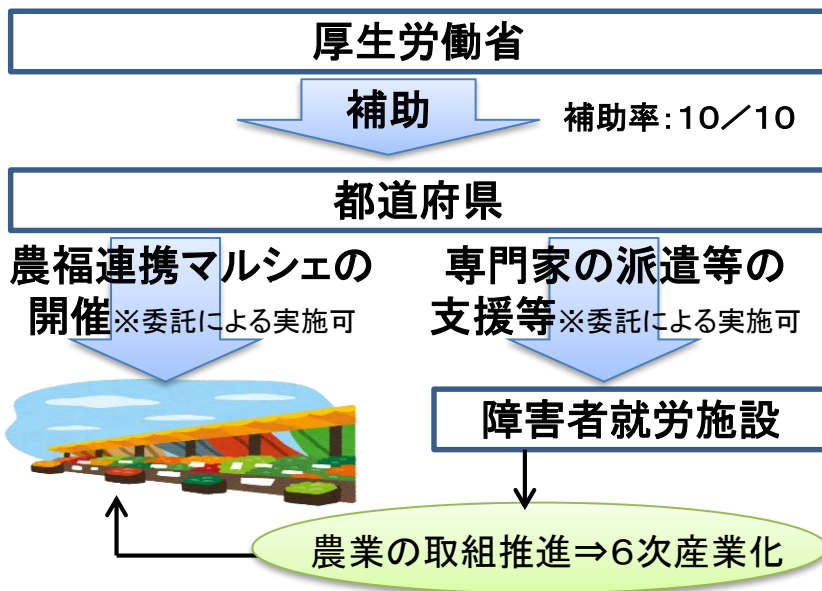 厚生労働省
補助
補助率:10/10
都道府県
農福連携マルシェの
開催※委託による実施可
専門家の派遣等の
支援等※委託による実施可
障害者就労施設
農業の取組推進⇒6次産業化